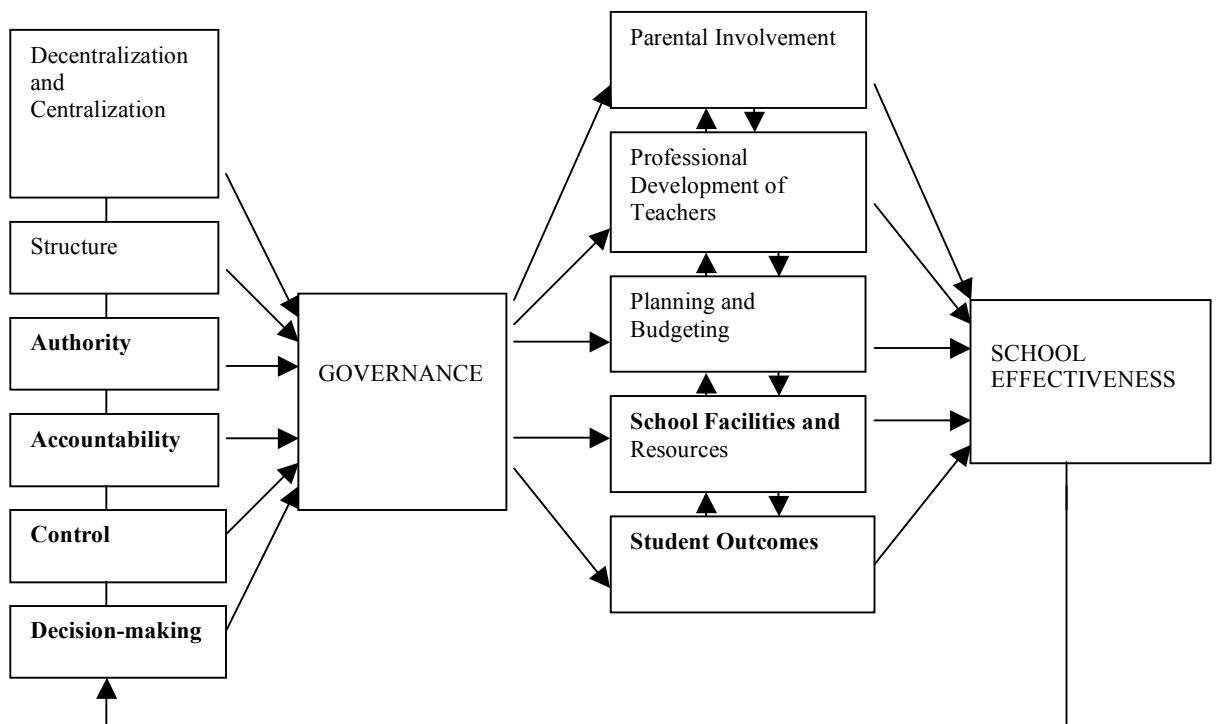 Decentralization
and
Centralization
Structure
Authority
Accountability
Control
Decision-making
GOVERNANCE
Parental Involvement
Professional
Development of
Teachers
Planning and
Budgeting
School Facilities and
Resources
Student Outcomes
SCHOOL
EFFECTIVENESS